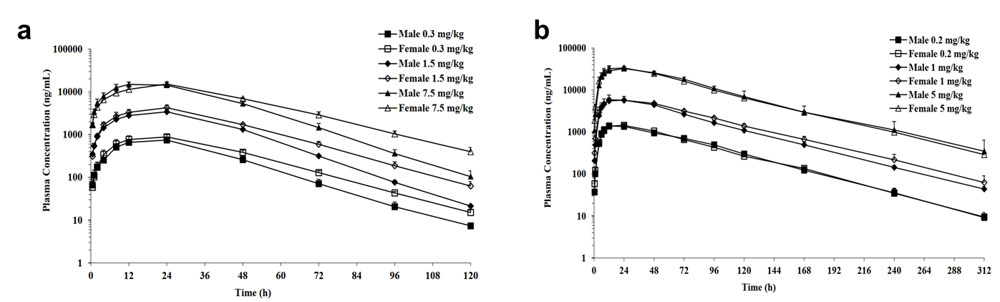 a
Male 0.3 mg/kg
Female 0.3 mg/kg
Male 1.5 mg/kg
Female 1.5 mg/kg
Male 7.5 mg/kg
Female 7.5 mg/kg
Plasma Concentration (ng/mL)
100000
10000
1000
100
10
1
0 12 24 36 48 60 72 84 96 108 120
Time (h)
b
Male 0.2 mg/kg
Female 0.2 mg/kg
Male 1 mg/kg
Female 1 mg/kg
Male 5 mg/kg
Female 5 mg/kg
Plasma Concentration (ng/mL)
100000
10000
1000
100
10
1
0 24 48 72 96 120 144 168 192 216 240 264 288 312
Time (h)